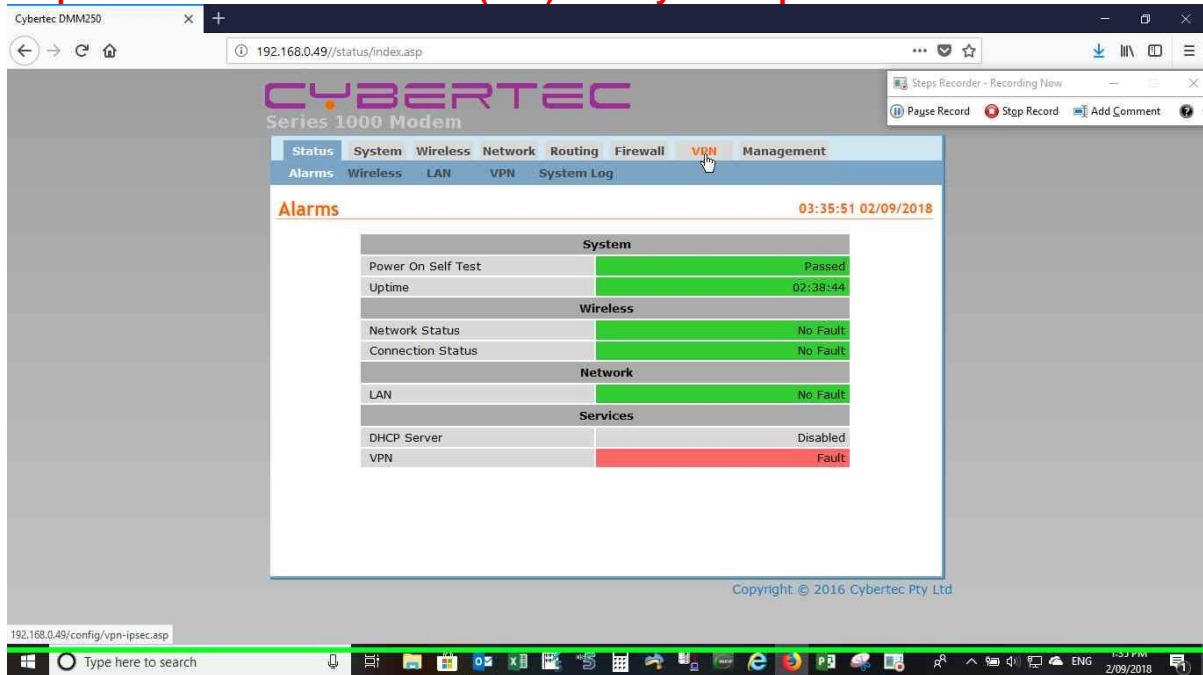 Cybertec DMM250
192.168.0.49//status/index.asp
Steps Recorder - Recording Now
Pause Record Stop Record Add Comment
CYBERTEC
Series 1000 Modem
Status System Wireless Network Routing Firewall VPN Management
Alarms Wireless LAN VPN System Log
Alarms 03:35:51 02/09/2018
System
Power On Self Test Passed
Uptime 02:38:44
Wireless
Network Status No Fault
Connection Status No Fault
Network
LAN No Fault
Services
DHCP Server Disabled
VPN Fault
Copyright © 2016 Cybertec Pty Ltd
192.168.0.49/config/vpn-ipsec.asp
Type here to search
ENG
2/09/2018